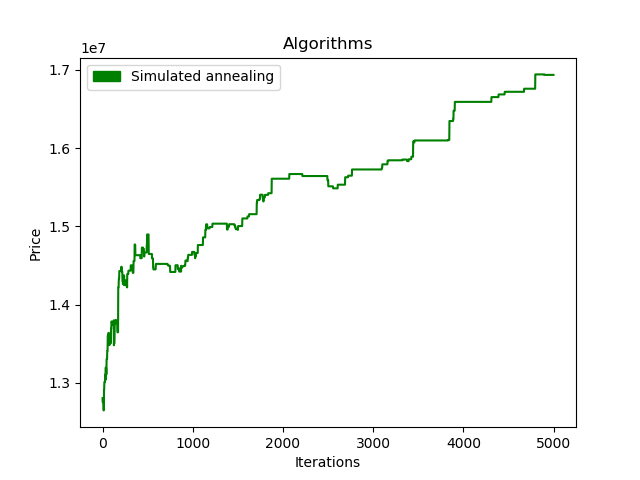 Algorithms
1e7
Simulated annealing
Price
1.7
1.6
1.5
1.4
1.3
0 1000 2000 3000 4000 5000
Iterations